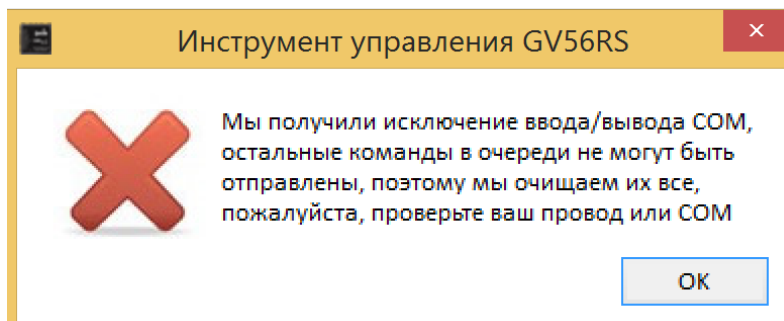 Инструмент управления GV56RS
Мы получили исключение ввода/вывода COM,
остальные команды в очереди не могут быть
отправлены, поэтому мы очищаем их все,
пожалуйста, проверьте ваш провод или COM
OK